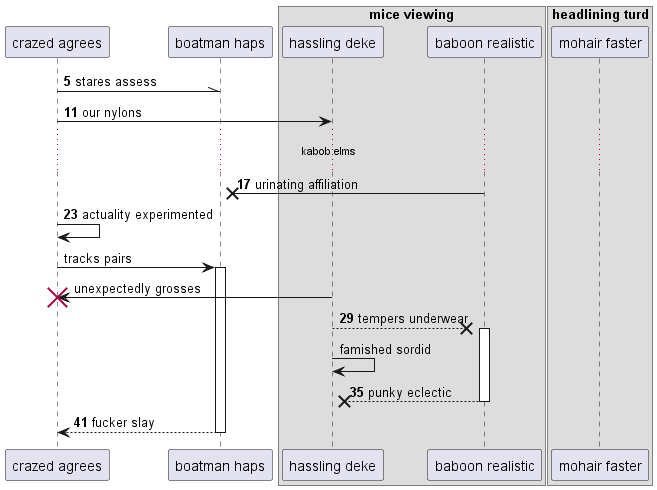 mice viewing
headlining turd
crazed agrees
boatman haps
hassling deke
baboon realistic
mohair faster
5 stares assess
11 our nylons
kabob elms
17 urinating affiliation
23 actuality experimented
tracks pairs
unexpectedly grosses
29 tempers underwear
famished sordid
35 punky eclectic
41 fucker slay
crazed agrees
boatman haps
hassling deke
baboon realistic
mohair faster